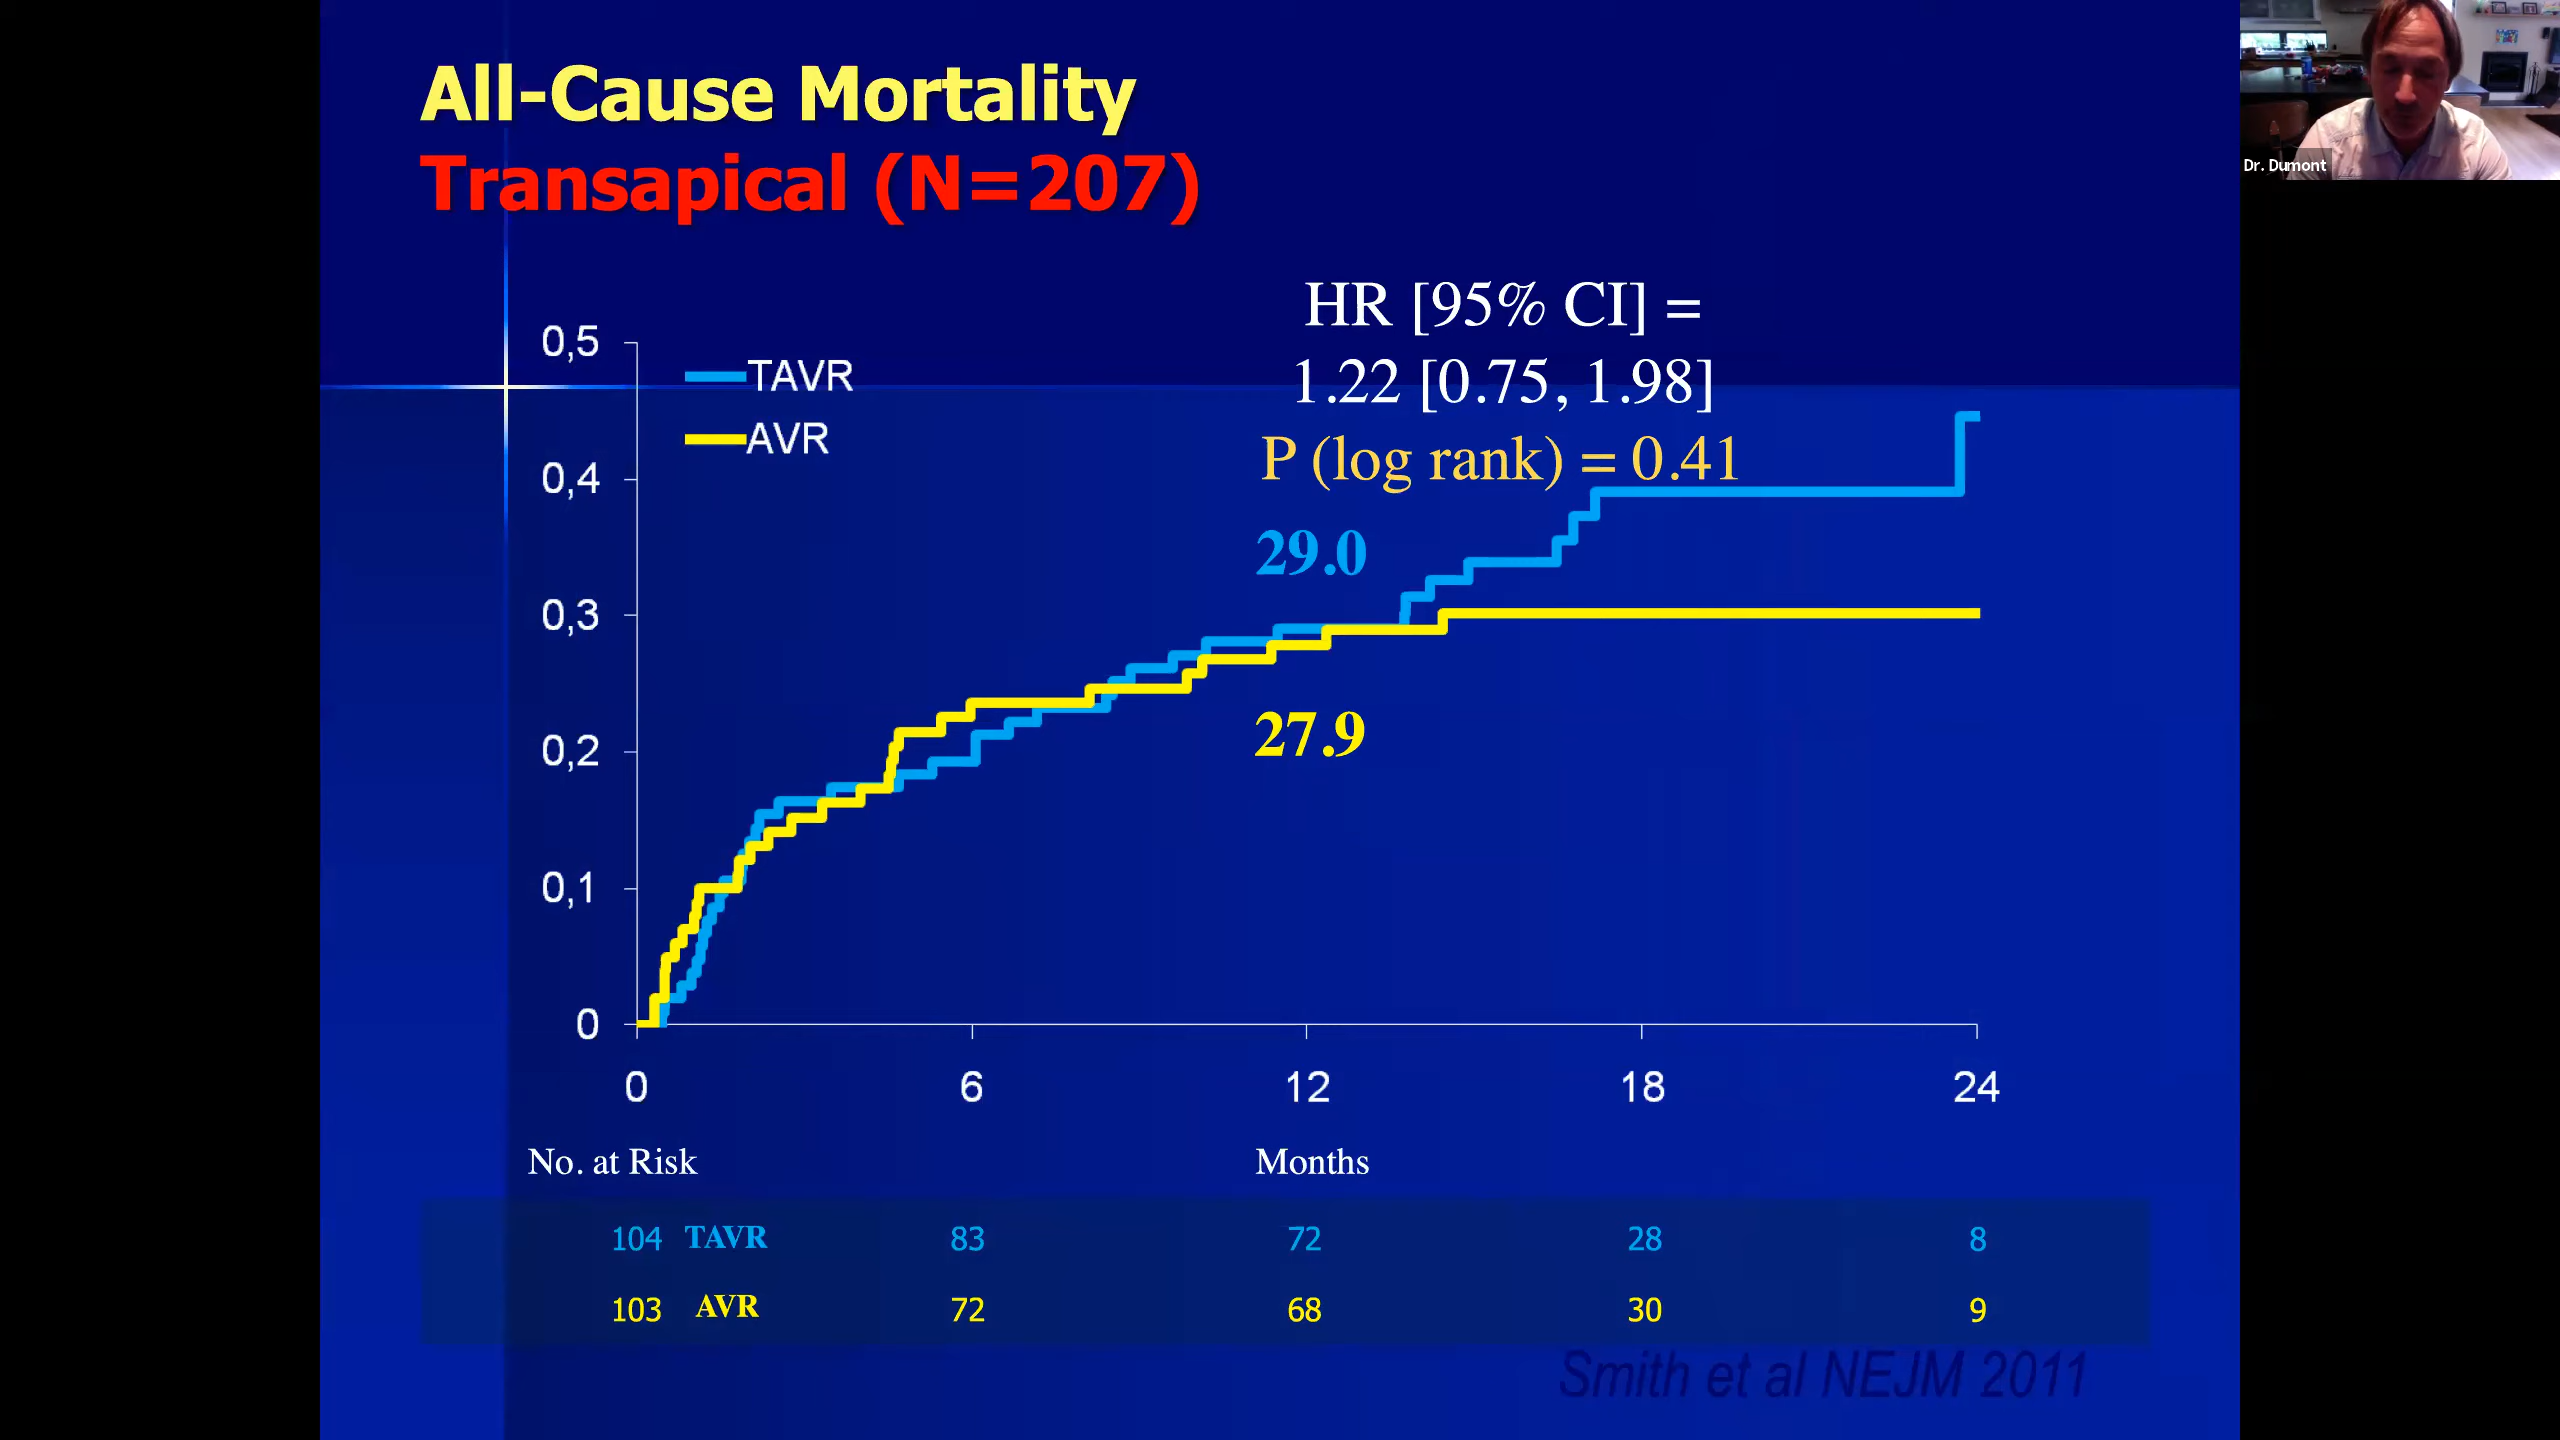 All-Cause Mortality
Transapical (N=207)
Dr. Dumont
HR [95% CI] =
1.22 [0.75, 1.98]
P (log rank) = 0.41
0,5
TAVR
AVR
0,4
29.0
0,3
27.9
0,2
0,1
0
0 6 12 18 24
No. at Risk Months
104 TAVR 83 72 28 8
103 AVR 72 68 30 9
Smith et al NEJM 2011